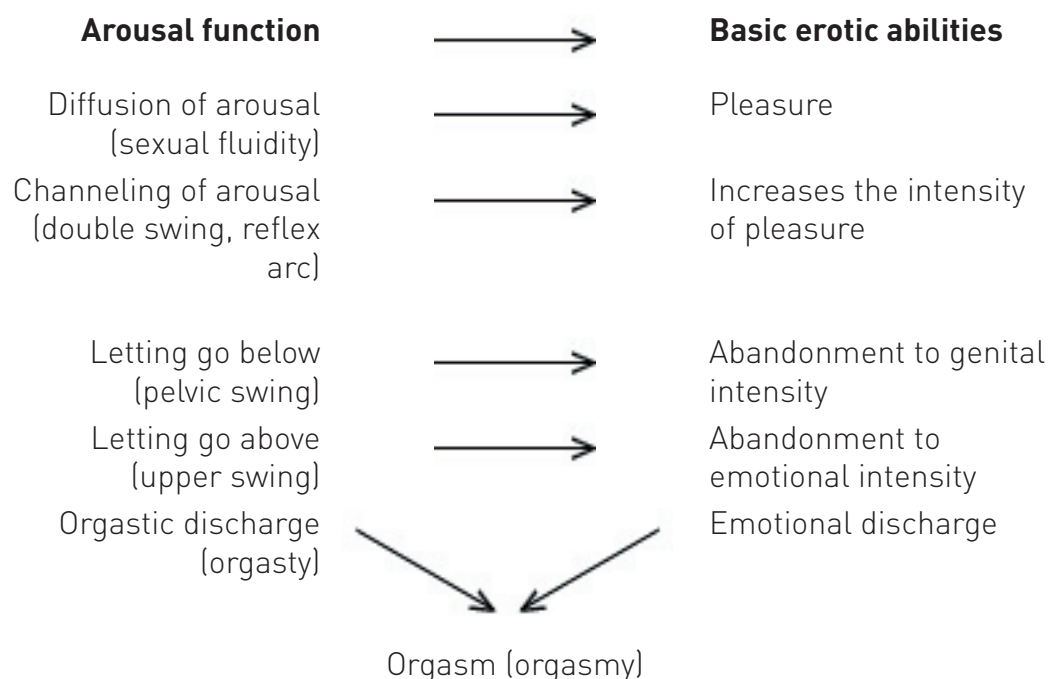 Arousal function
Basic erotic abilities
Diffusion of arousal
(sexual fluidity)
Pleasure
Channeling of arousal
(double swing, reflex
arc)
Increases the intensity
of pleasure
Letting go below
(pelvic swing)
Abandonment to genital
intensity
Letting go above
(upper swing)
Abandonment to
emotional intensity
Orgastic discharge
(orgasty)
Emotional discharge
Orgasm (orgasmy)